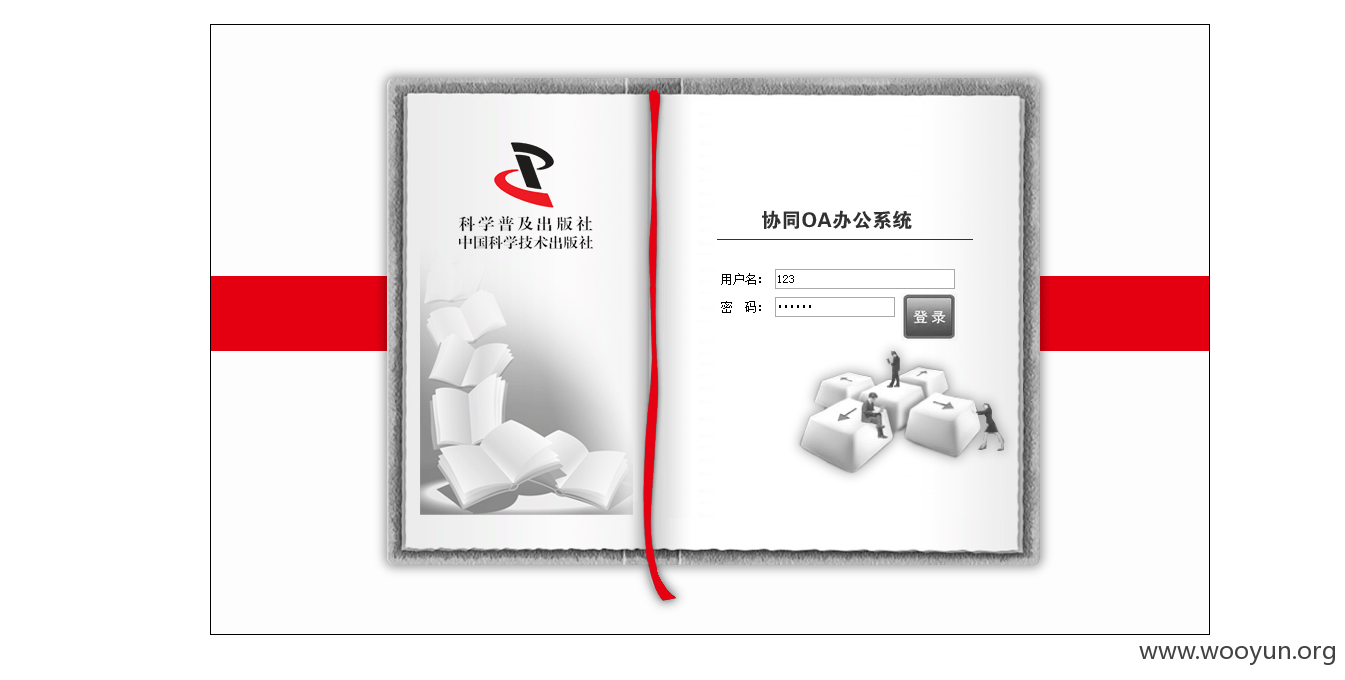 科学普及出版社
中国科学技术出版社
协同OA办公系统
用户名：
123
密 码：
······
登 录
www.wooyun.org